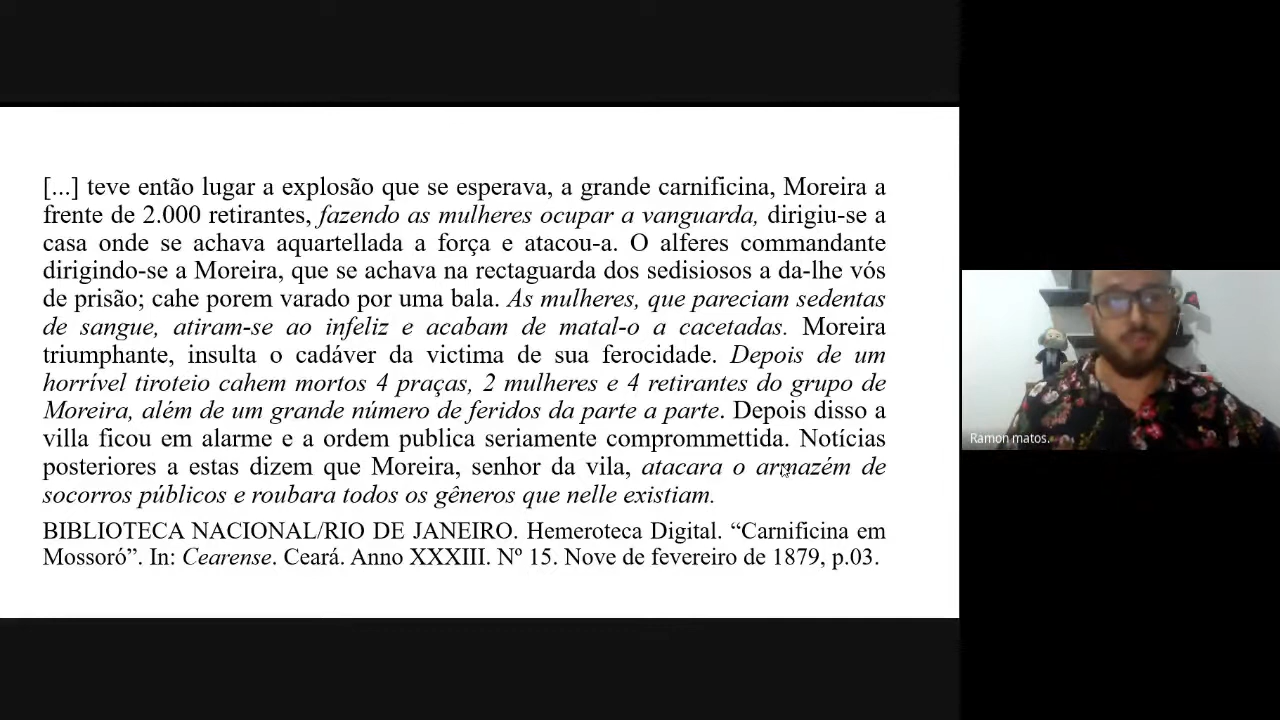 [...] teve então lugar a explosão que se esperava, a grande carnificina, Moreira a
frente de 2.000 retirantes, fazendo as mulheres ocupar a vanguarda, dirigiu-se a
casa onde se achava aquartellada a força e atacou-a. O alferes commandante
dirigindo-se a Moreira, que se achava na rectaguarda dos sedisiosos a da-lhe vós
de prisão; cahe porem varado por uma bala. As mulheres, que pareciam sedentas
de sangue, atiram-se ao infeliz e acabam de matal-o a cacetadas. Moreira
triumphante, insulta o cadáver da victima de sua ferocidade. Depois de um
horrível tiroteio cahem mortos 4 praças, 2 mulheres e 4 retirantes do grupo de
Moreira, além de um grande número de feridos da parte a parte. Depois disso a
villa ficou em alarme e a ordem publica seriamente comprommettida. Notícias
posteriores a estas dizem que Moreira, senhor da vila, atacara o armazém de
socorros públicos e roubara todos os gêneros que nelle existiam.
BIBLIOTECA NACIONAL/RIO DE JANEIRO. Hemeroteca Digital. “Carnificina em
Mossoró”. In: Cearense. Ceará. Anno XXXIII. Nº 15. Nove de fevereiro de 1879, p.03.
Ramon matos.